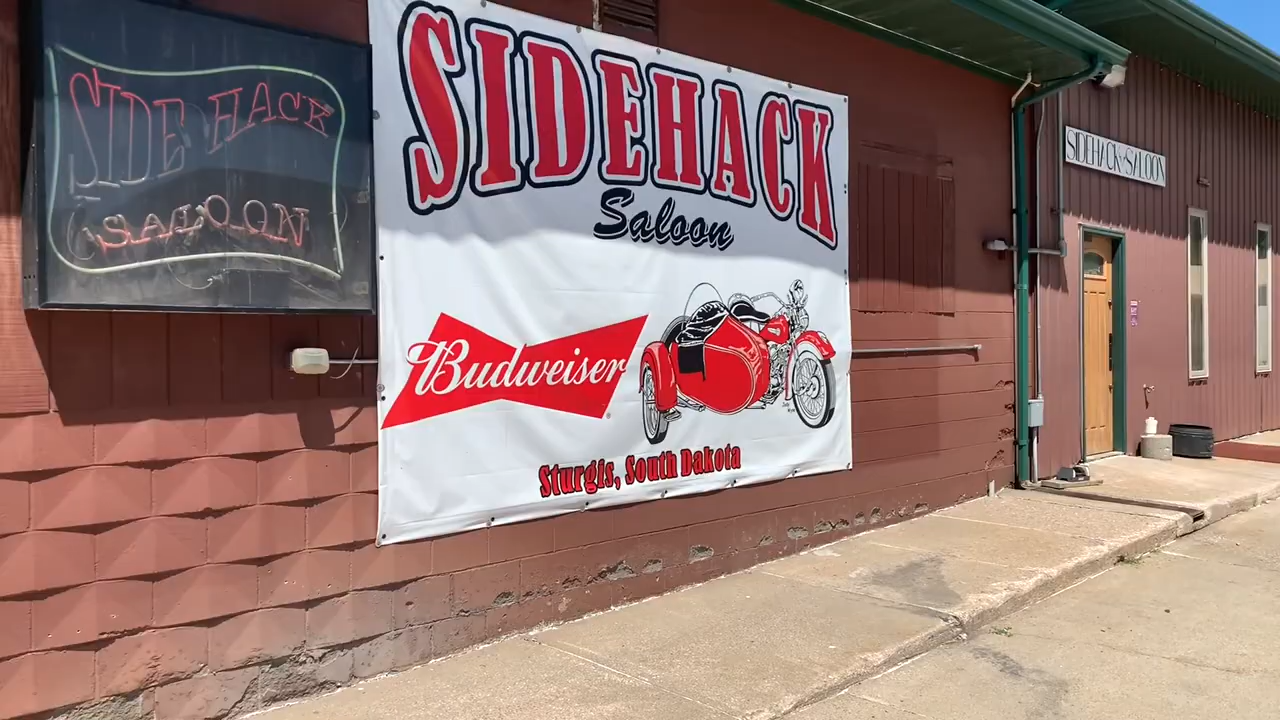 SIDE HACK
SALOON
SIDEHACK
Saloon
Budweiser
Sturgis, South Dakota
SIDEHACK SALOON